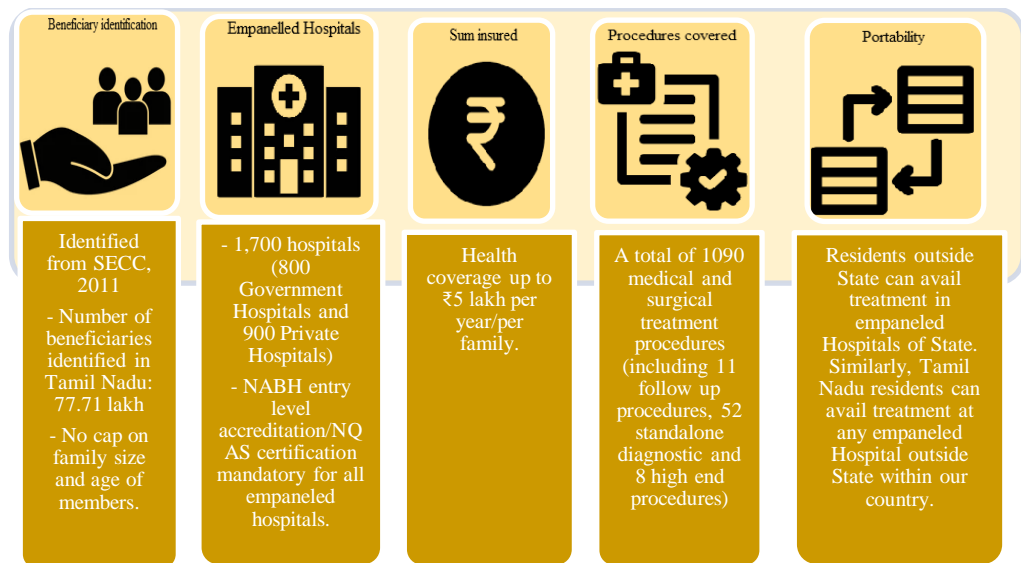 Beneficiary identification
Identified
from SECC,
2011
- Number of
beneficiaries
identified in
Tamil Nadu:
77.71 lakh
- No cap on
family size
and age of
members.
Empanelled Hospitals
- 1,700 hospitals
(800
Government
Hospitals and
900 Private
Hospitals)
- NABH entry
level
accreditation/NQ
AS certification
mandatory for all
empaneled
hospitals.
Sum insured
₹
Health
coverage up to
₹5 lakh per
year/per
family.
Procedures covered
A total of 1090
medical and
surgical
treatment
procedures
(including 11
follow up
procedures, 52
standalone
diagnostic and
8 high end
procedures)
Portability
Residents outside
State can avail
treatment in
empaneled
Hospitals of State.
Similarly, Tamil
Nadu residents can
avail treatment at
any empaneled
Hospital outside
State within our
country.